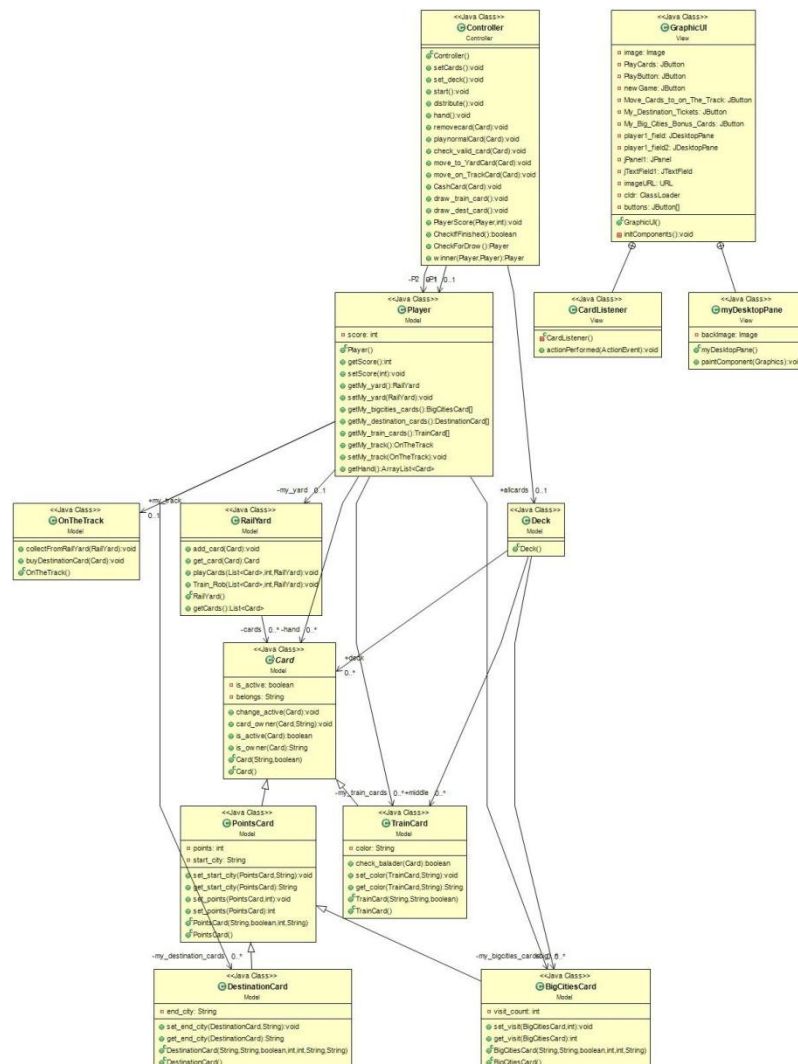 <<Java Class>>
Controller
Controller
Controller()
setCards():void
set_deck():void
start():void
distribute():void
hand():void
removecard(Card):void
playnormalCard(Card):void
check_valid_card(Card):void
move_to_YardCard(Card):void
move_on_TrackCard(Card):void
CashCard(Card):void
draw_train_card():void
draw_dest_card():void
PlayerScore(Player,int):void
CheckIfFinished():boolean
CheckForDrow():Player
winner(Player,Player):Player
<<Java Class>>
GraphicUI
View
image: Image
PlayCards: JButton
PlayButton: JButton
newGame: JButton
Move_Cards_to_on_The_Track: JButton
My_Destination_Tickets: JButton
My_Big_Cities_Bonus_Cards: JButton
player1_field: JDesktopPane
player1_field2: JDesktopPane
jPanel1: JPanel
jTextField1: JTextField
imageURL: URL
cldr: ClassLoader
buttons: JButton[]
GraphicUI()
initComponents():void
-P2 0..1
<<Java Class>>
CardListener
View
CardListener()
actionPerformed(ActionEvent):void
<<Java Class>>
myDesktopPane
View
backImage: Image
myDesktopPane()
paintComponent(Graphics):void
<<Java Class>>
Player
Model
score: int
Player()
getScore():int
setScore(int):void
getMy_yard():RailYard
setMy_yard(RailYard):void
getMy_bigcities_cards():BigCitiesCard[]
getMy_destination_cards():DestinationCard[]
getMy_train_cards():TrainCard[]
getMy_track():OnTheTrack
setMy_track(OnTheTrack):void
getHand():ArrayList<Card>
+my_track 0..1
-my_yard 0..1
+allcards 0..1
<<Java Class>>
OnTheTrack
Model
collectFromRailYard(RailYard):void
buyDestinationCard(Card):void
OnTheTrack()
<<Java Class>>
RailYard
Model
add_card(Card):void
get_card(Card):Card
playCards(List<Card>,int,RailYard):void
Train_Rob(List<Card>,int,RailYard):void
RailYard()
getCards():List<Card>
<<Java Class>>
Deck
Model
Deck()
-cards 0..* -hand 0..*
+deck 0..*
<<Java Class>>
Card
Model
is_active: boolean
belongs: String
change_active(Card):void
card_owner(Card,String):void
is_active(Card):boolean
is_owner(Card):String
Card(String,boolean)
Card()
-my_train_cards 0..* +middle 0..*
<<Java Class>>
PointsCard
Model
points: int
start_city: String
set_start_city(PointsCard,String):void
get_start_city(PointsCard):String
set_points(PointsCard,int):void
set_points(PointsCard):int
PointsCard(String,boolean,int,String)
PointsCard()
<<Java Class>>
TrainCard
Model
color: String
check_balader(Card):boolean
set_color(TrainCard,String):void
get_color(TrainCard,String):String
TrainCard(String,String,boolean)
TrainCard()
-my_destination_cards 0..*
-my_bigcities_cards 0..*
<<Java Class>>
DestinationCard
Model
end_city: String
set_end_city(DestinationCard,String):void
get_end_city(DestinationCard):String
DestinationCard(String,String,boolean,int,int,String,String)
DestinationCard()
<<Java Class>>
BigCitiesCard
Model
visit_count: int
set_visit(BigCitiesCard,int):void
get_visit(BigCitiesCard):int
BigCitiesCard(String,String,boolean,int,int,String)
BigCitiesCard()